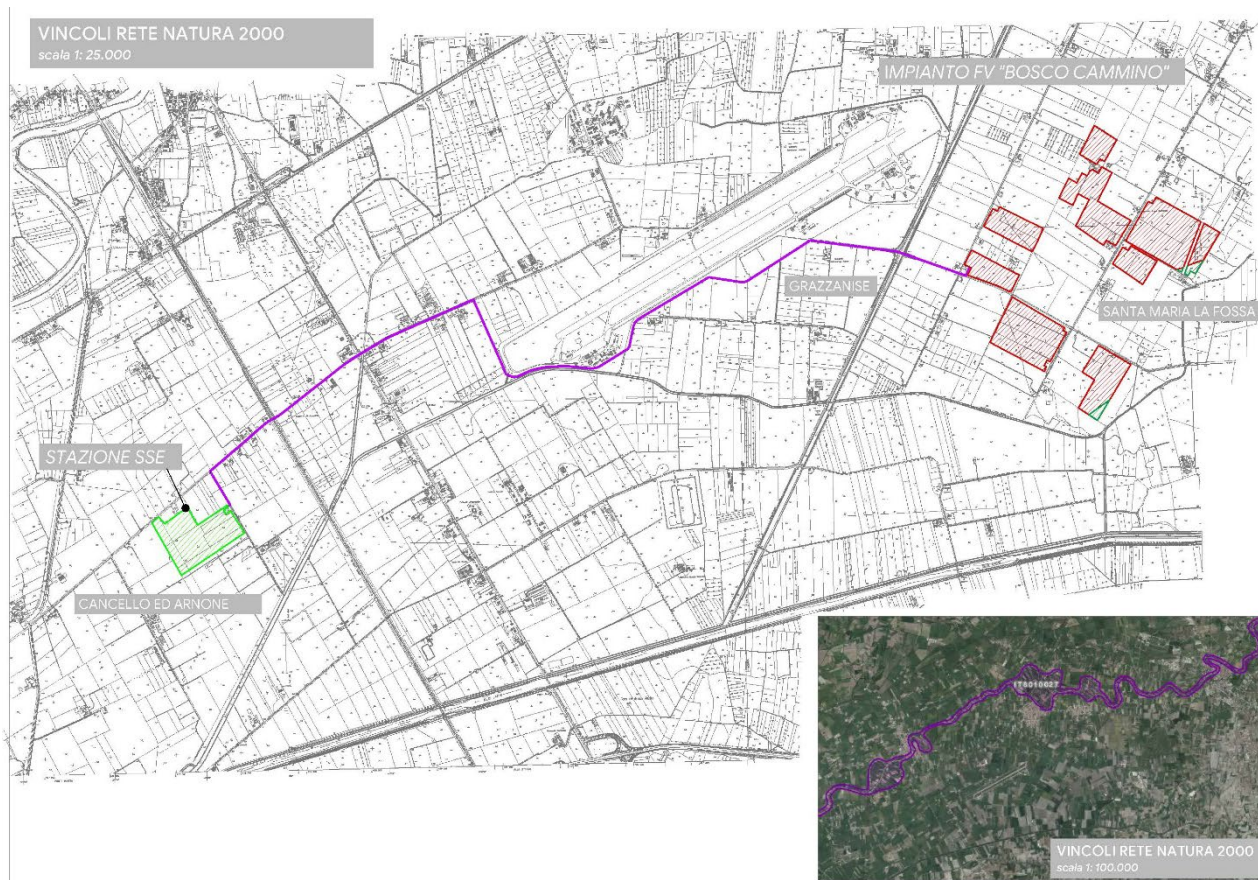 VINCOLI RETE NATURA 2000
scala 1: 25.000
IMPIANTO FV "BOSCO CAMMINO"
GRAZZANISE
SANTA MARIA LA FOSSA
STAZIONE SSE
CANCELLO ED ARNONE
IT8010027
VINCOLI RETE NATURA 2000
scala 1: 100.000